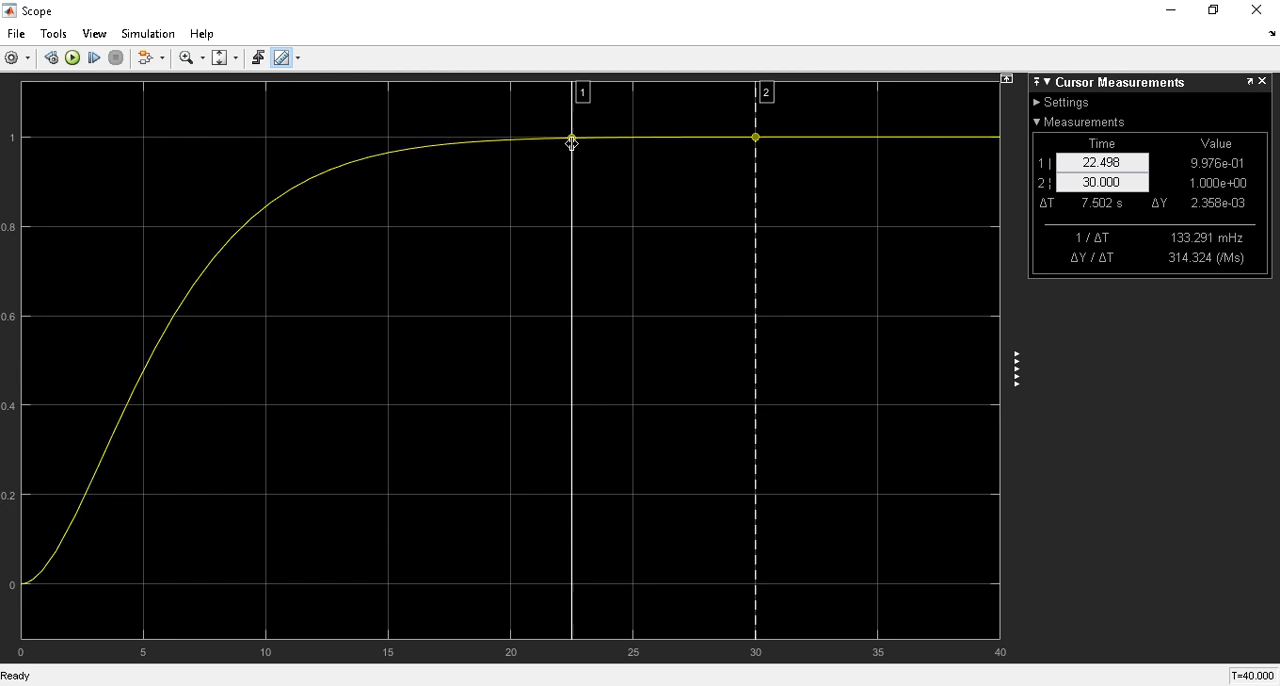 Scope
File Tools View Simulation Help
1 2
Cursor Measurements
Settings
Measurements
Time Value
1 | 22.498 9.976e-01
2 ¦ 30.000 1.000e+00
ΔT 7.502 s ΔY 2.358e-03
1 / ΔT 133.291 mHz
ΔY / ΔT 314.324 (/Ms)
1
0.8
0.6
0.4
0.2
0
0 5 10 15 20 25 30 35 40
Ready T=40.000